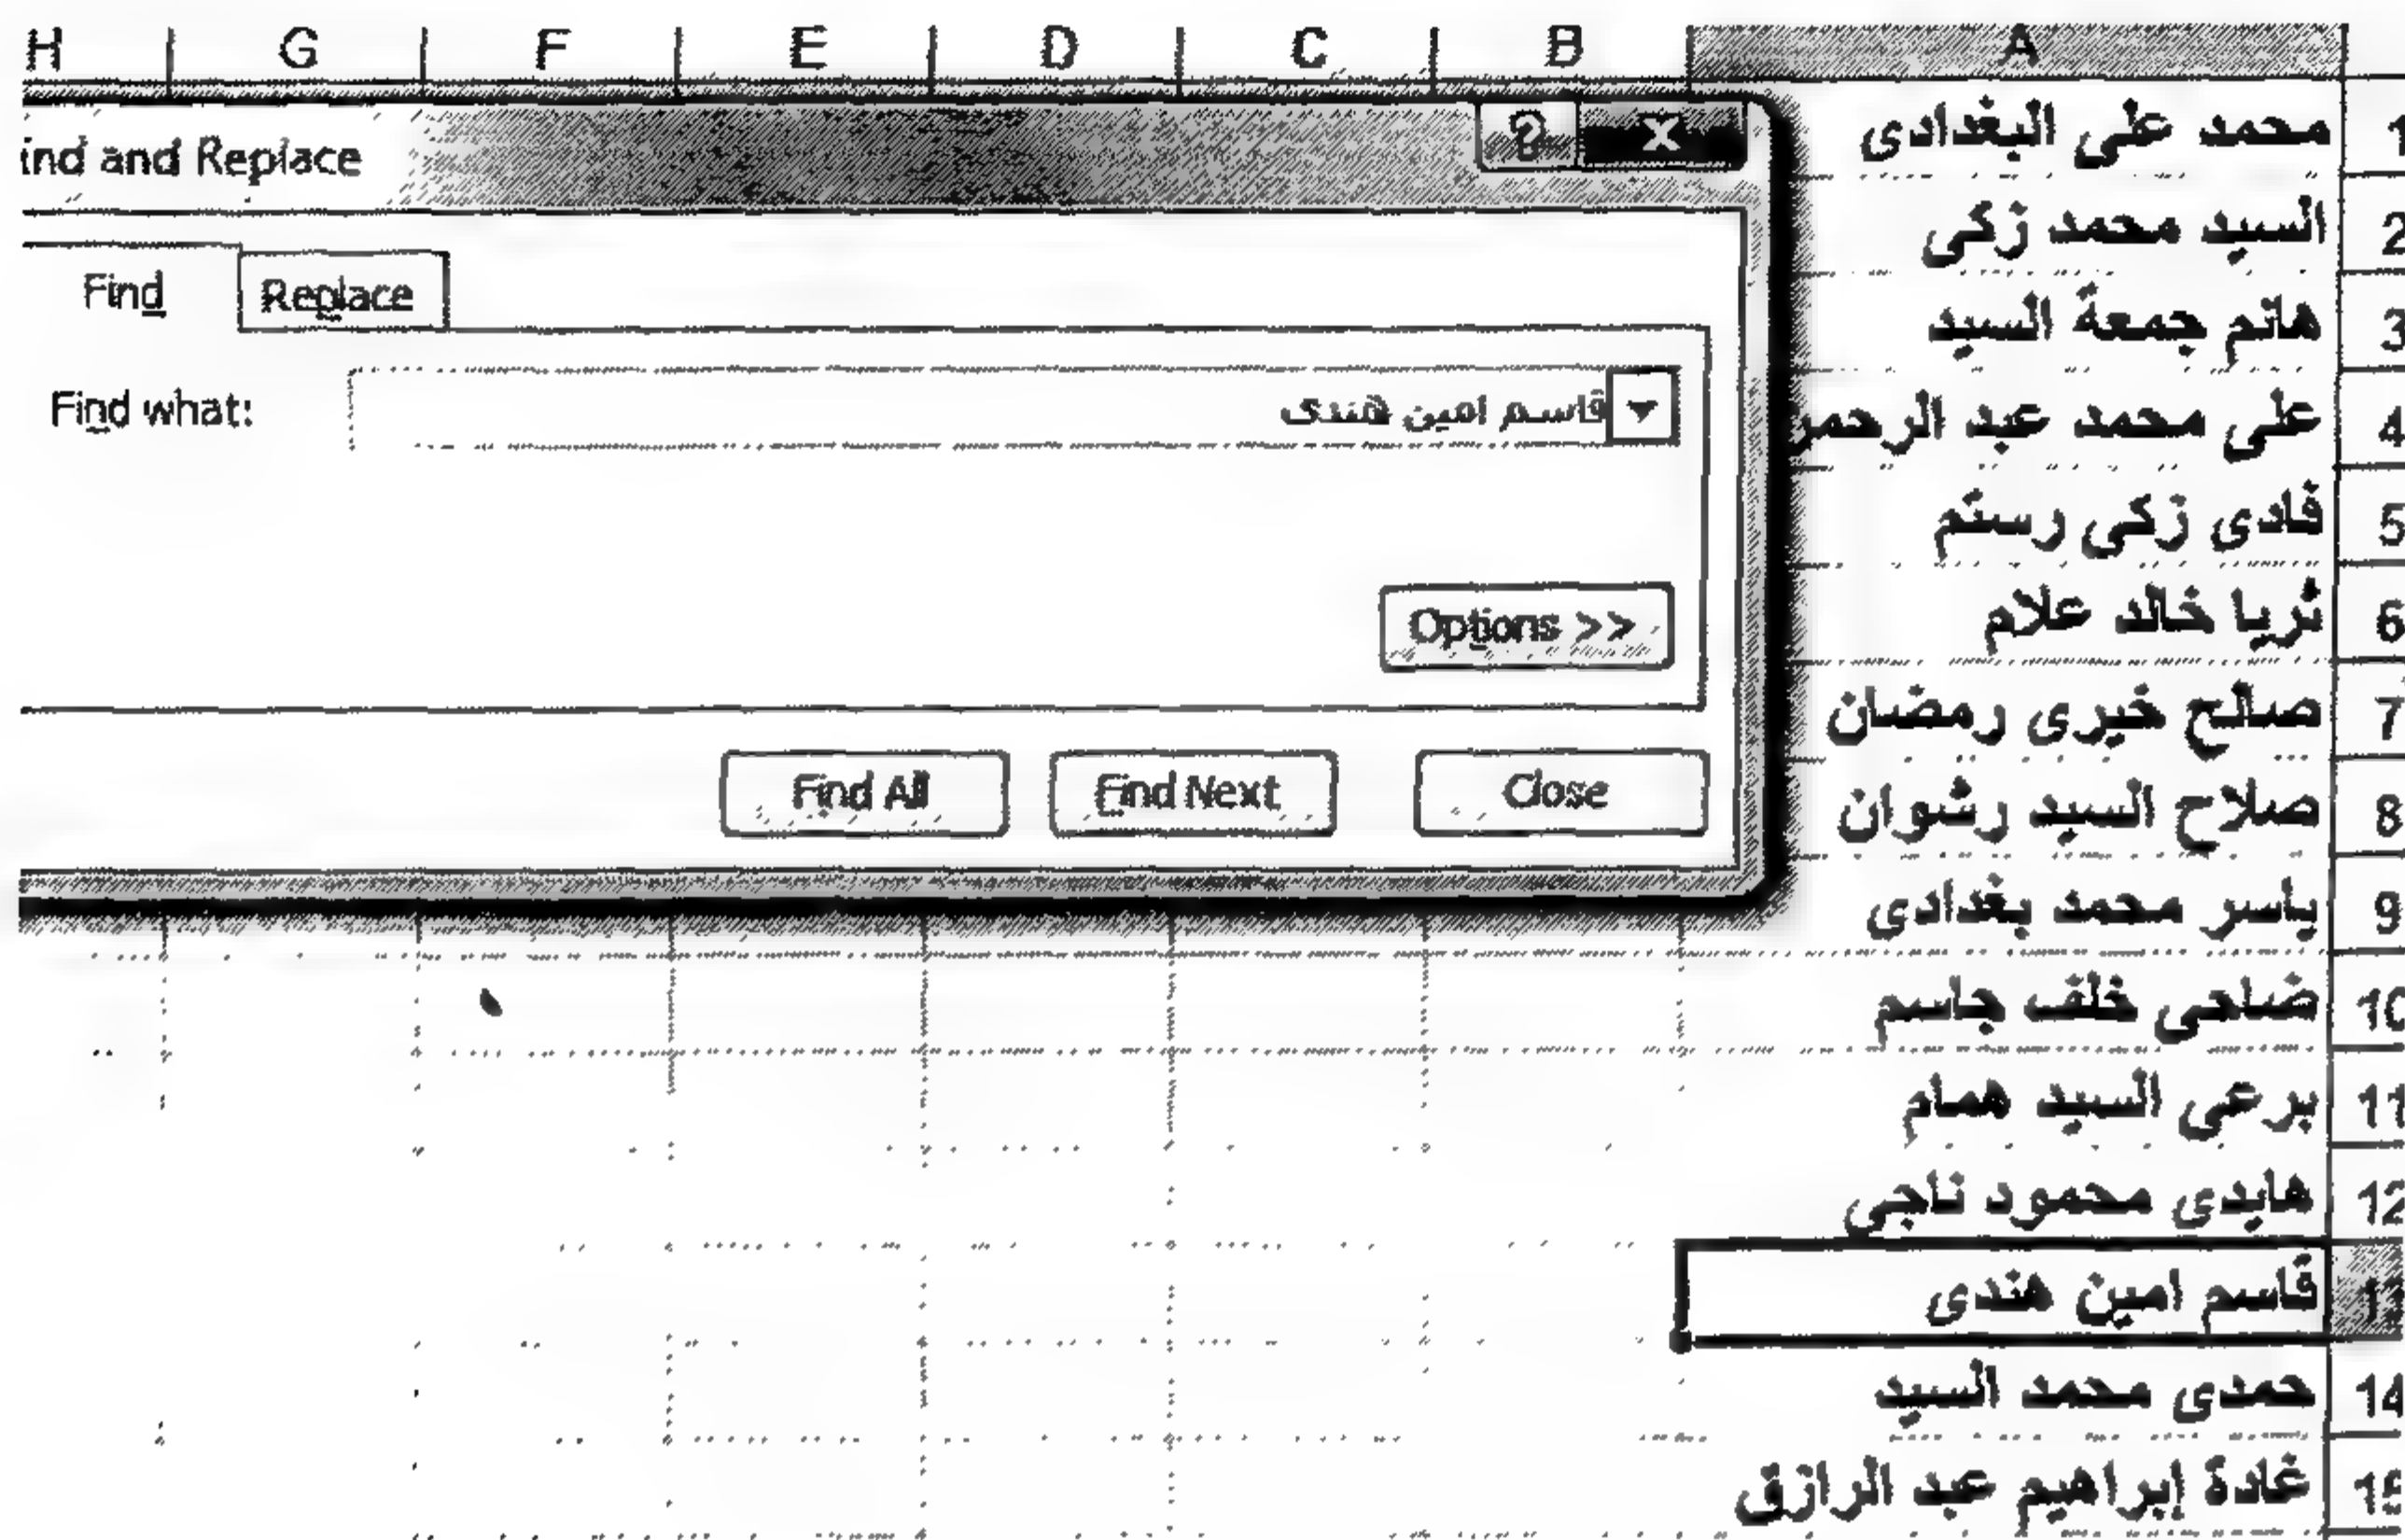 H G F E D C B A
ind and Replace ? X
Find Replace
Find what: قاسم امين هندى
Options >>
Find All Find Next Close
محمد على البغدادى 1
السيد محمد زكى 2
هانم جمعة السيد 3
على محمد عبد الرحمن 4
فادى زكى رستم 5
ثريا خالد علام 6
صالح خيرى رمضان 7
صلاح السيد رشوان 8
ياسر محمد بغدادى 9
ضاحى خلف جاسم 10
برعى السيد همام 11
هايدى محمود ناجى 12
قاسم امين هندى 13
حمدى محمد السيد 14
غادة إبراهيم عبد الرازق 15